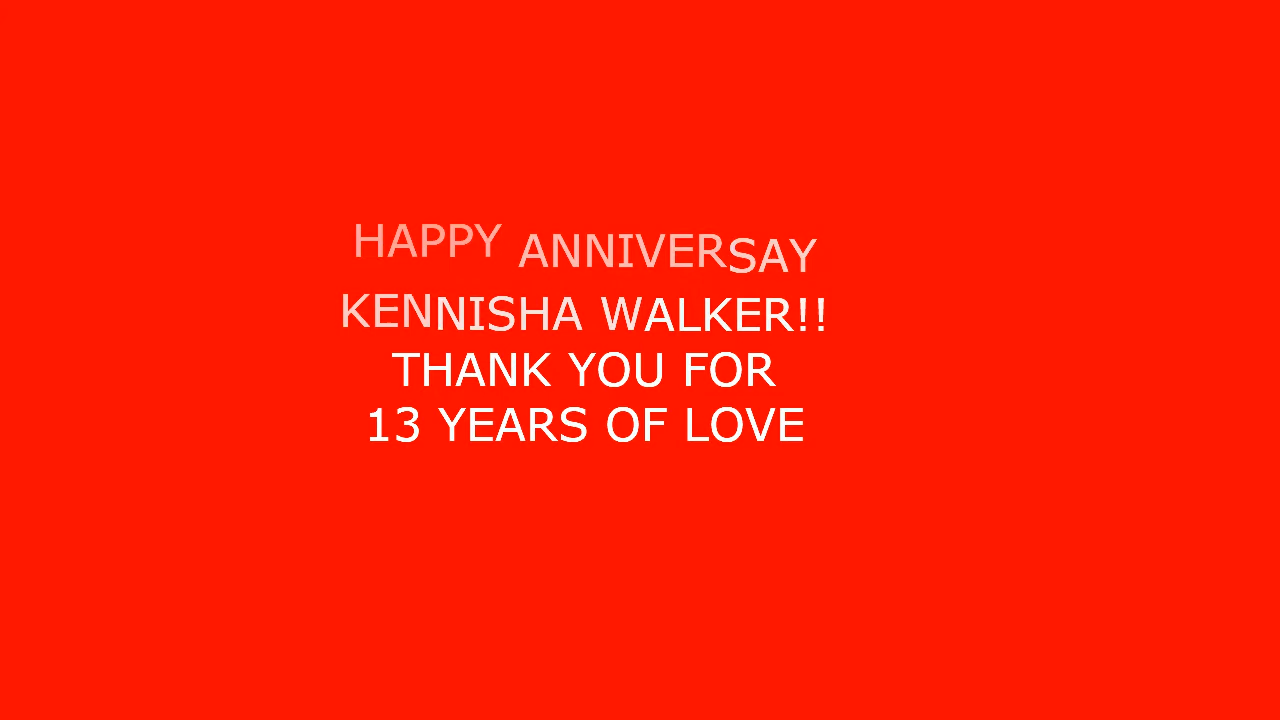 HAPPY ANNIVERSAY
KENNISHA WALKER!!
THANK YOU FOR
13 YEARS OF LOVE